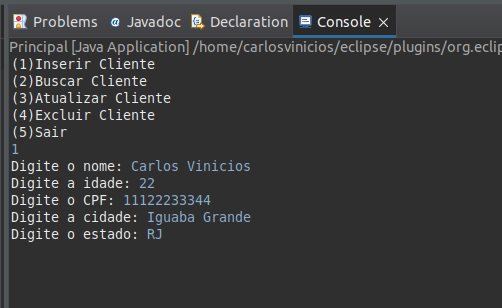 Problems Javadoc Declaration Console
Principal [Java Application] /home/carlosvinicios/eclipse/plugins/org.eclip
(1)Inserir Cliente
(2)Buscar Cliente
(3)Atualizar Cliente
(4)Excluir Cliente
(5)Sair
1
Digite o nome: Carlos Vinicios
Digite a idade: 22
Digite o CPF: 11122233344
Digite a cidade: Iguaba Grande
Digite o estado: RJ